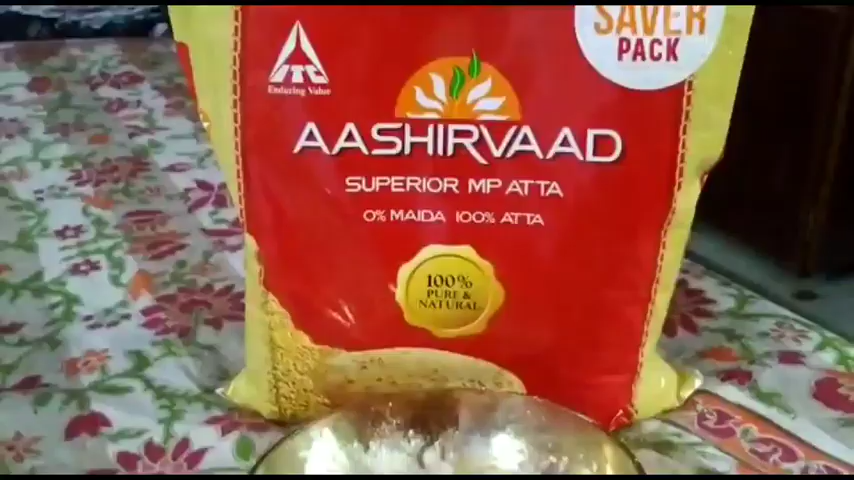 SAVER
PACK
ITC
Enduring Value
AASHIRVAAD
SUPERIOR MP ATTA
0% MAIDA 100% ATTA
100%
PURE &
NATURAL